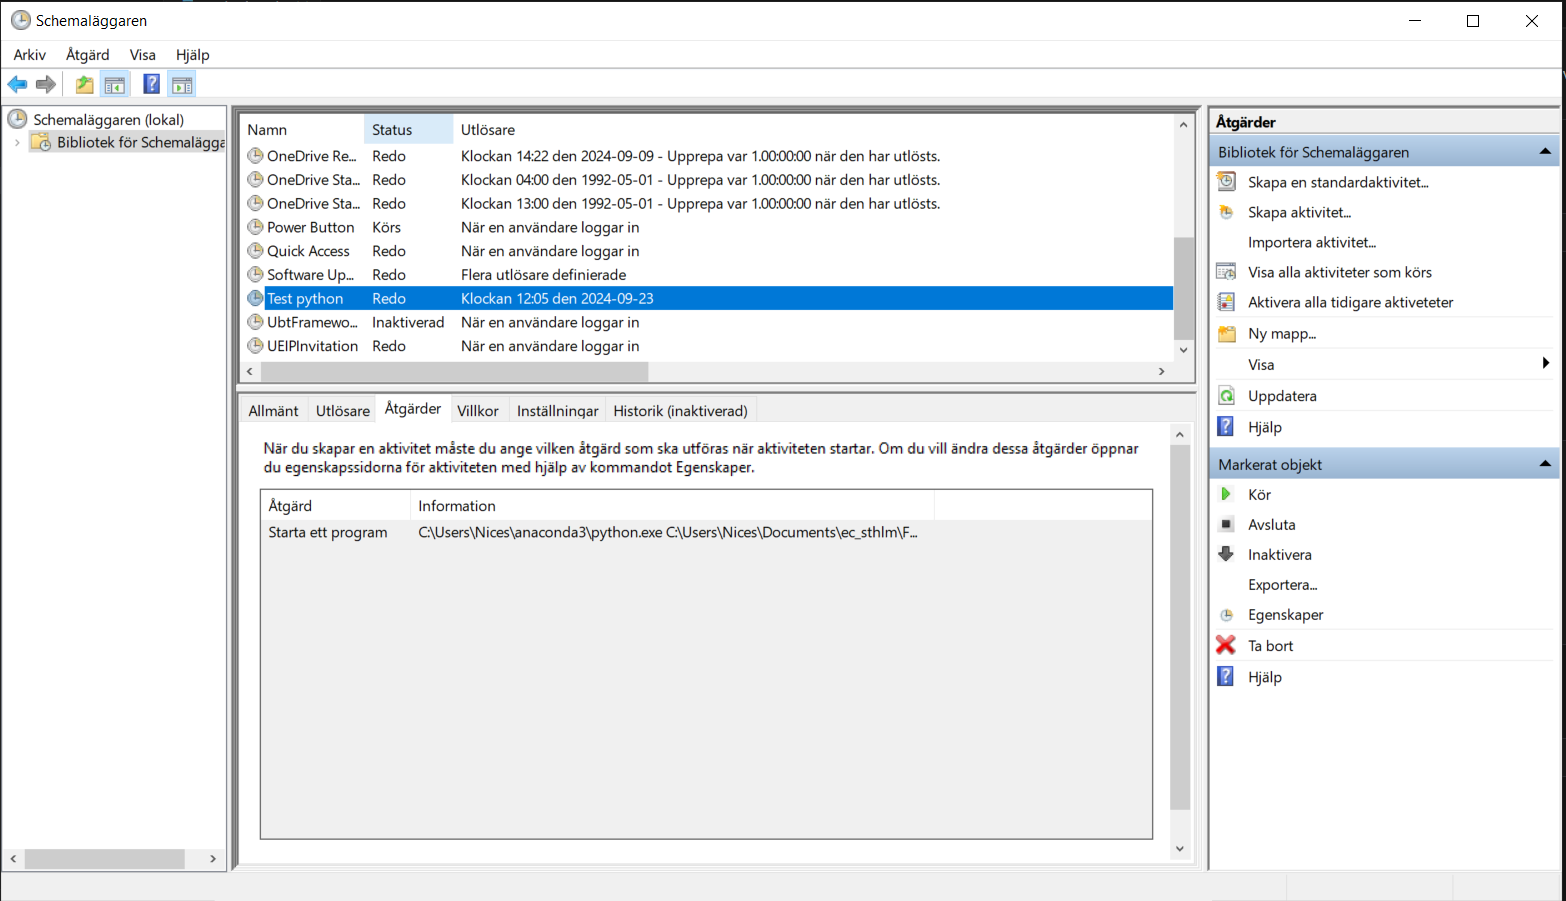 Schemaläggaren
Arkiv Åtgärd Visa Hjälp
Schemaläggaren (lokal)
Bibliotek för Schemalägga
Namn Status Utlösare
OneDrive Re... Redo Klockan 14:22 den 2024-09-09 - Upprepa var 1.00:00:00 när den har utlösts.
OneDrive Sta... Redo Klockan 04:00 den 1992-05-01 - Upprepa var 1.00:00:00 när den har utlösts.
OneDrive Sta... Redo Klockan 13:00 den 1992-05-01 - Upprepa var 1.00:00:00 när den har utlösts.
Power Button Körs När en användare loggar in
Quick Access Redo När en användare loggar in
Software Up... Redo Flera utlösare definierade
Test python Redo Klockan 12:05 den 2024-09-23
UbtFramewo... Inaktiverad När en användare loggar in
UEIPInvitation Redo När en användare loggar in
Allmänt Utlösare Åtgärder Villkor Inställningar Historik (inaktiverad)
När du skapar en aktivitet måste du ange vilken åtgärd som ska utföras när aktiviteten startar. Om du vill ändra dessa åtgärder öppnar
du egenskapssidorna för aktiviteten med hjälp av kommandot Egenskaper.
Åtgärd Information
Starta ett program C:\Users\Nices\anaconda3\python.exe C:\Users\Nices\Documents\ec_sthlm\F...
Åtgärder
Bibliotek för Schemaläggaren
Skapa en standardaktivitet...
Skapa aktivitet...
Importera aktivitet...
Visa alla aktiviteter som körs
Aktivera alla tidigare aktiveteter
Ny mapp...
Visa
Uppdatera
Hjälp
Markerat objekt
Kör
Avsluta
Inaktivera
Exportera...
Egenskaper
Ta bort
Hjälp